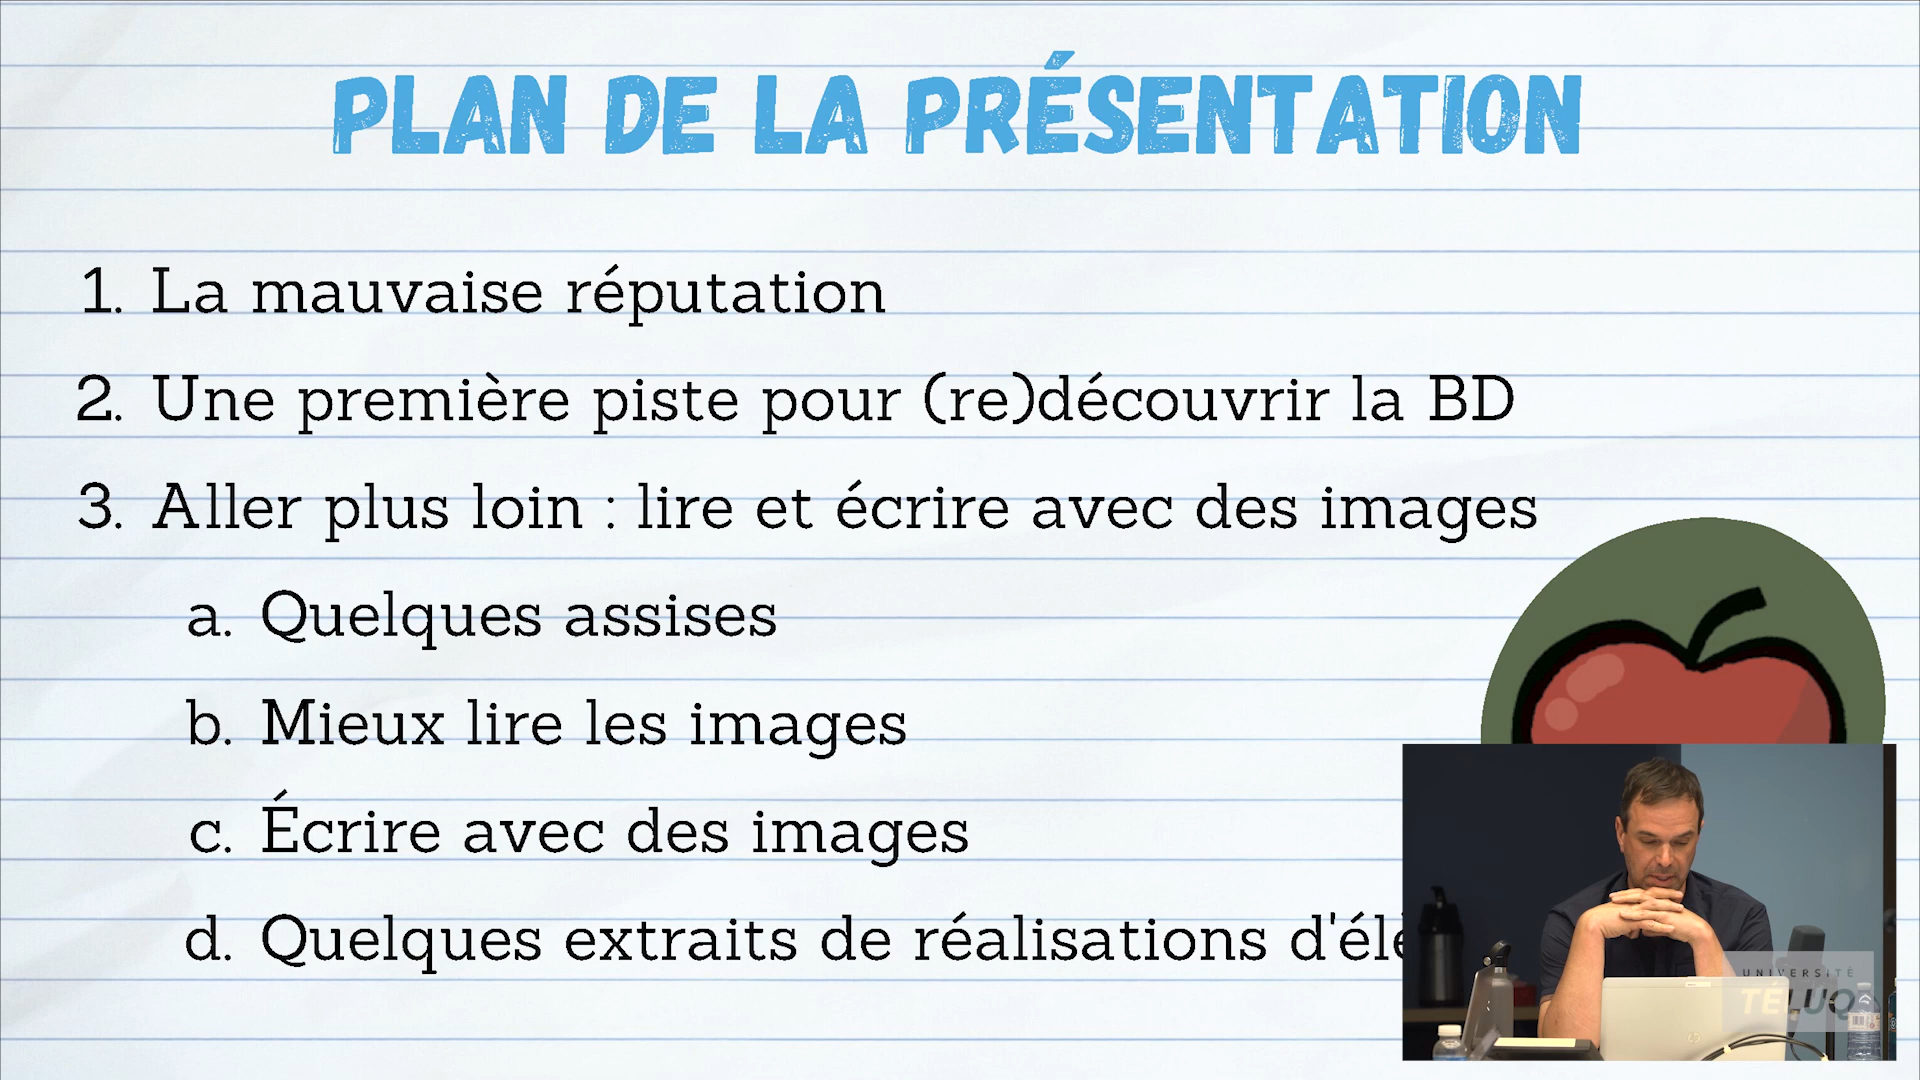 PLAN DE LA PRÉSENTATION
1. La mauvaise réputation
2. Une première piste pour (re)découvrir la BD
3. Aller plus loin : lire et écrire avec des images
a. Quelques assises
b. Mieux lire les images
c. Écrire avec des images
d. Quelques extraits de réalisations
UNIVERSITÉ
TÉLUQ